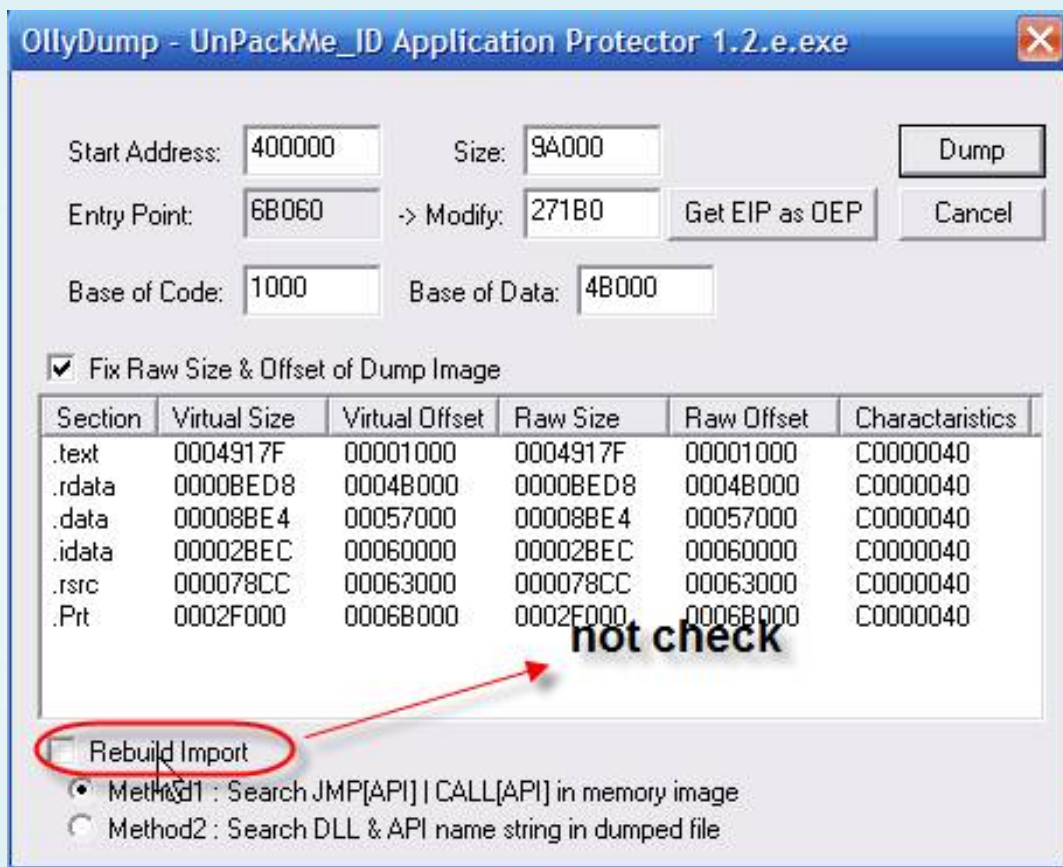 OllyDump - UnPackMe_ID Application Protector 1.2.e.exe
Start Address: 400000 Size: 9A000 Dump
Entry Point: 6B060 -> Modify: 271B0 Get EIP as OEP Cancel
Base of Code: 1000 Base of Data: 4B000
Fix Raw Size & Offset of Dump Image
Section Virtual Size Virtual Offset Raw Size Raw Offset Charactaristics
.text 0004917F 00001000 0004917F 00001000 C0000040
.rdata 0000BED8 0004B000 0000BED8 0004B000 C0000040
.data 00008BE4 00057000 00008BE4 00057000 C0000040
.idata 00002BEC 00060000 00002BEC 00060000 C0000040
.rsrc 000078CC 00063000 000078CC 00063000 C0000040
.Prt 0002F000 0006B000 0002F000 0006B000 C0000040
not check
Rebuild Import
Method1 : Search JMP[API] | CALL[API] in memory image
Method2 : Search DLL & API name string in dumped file